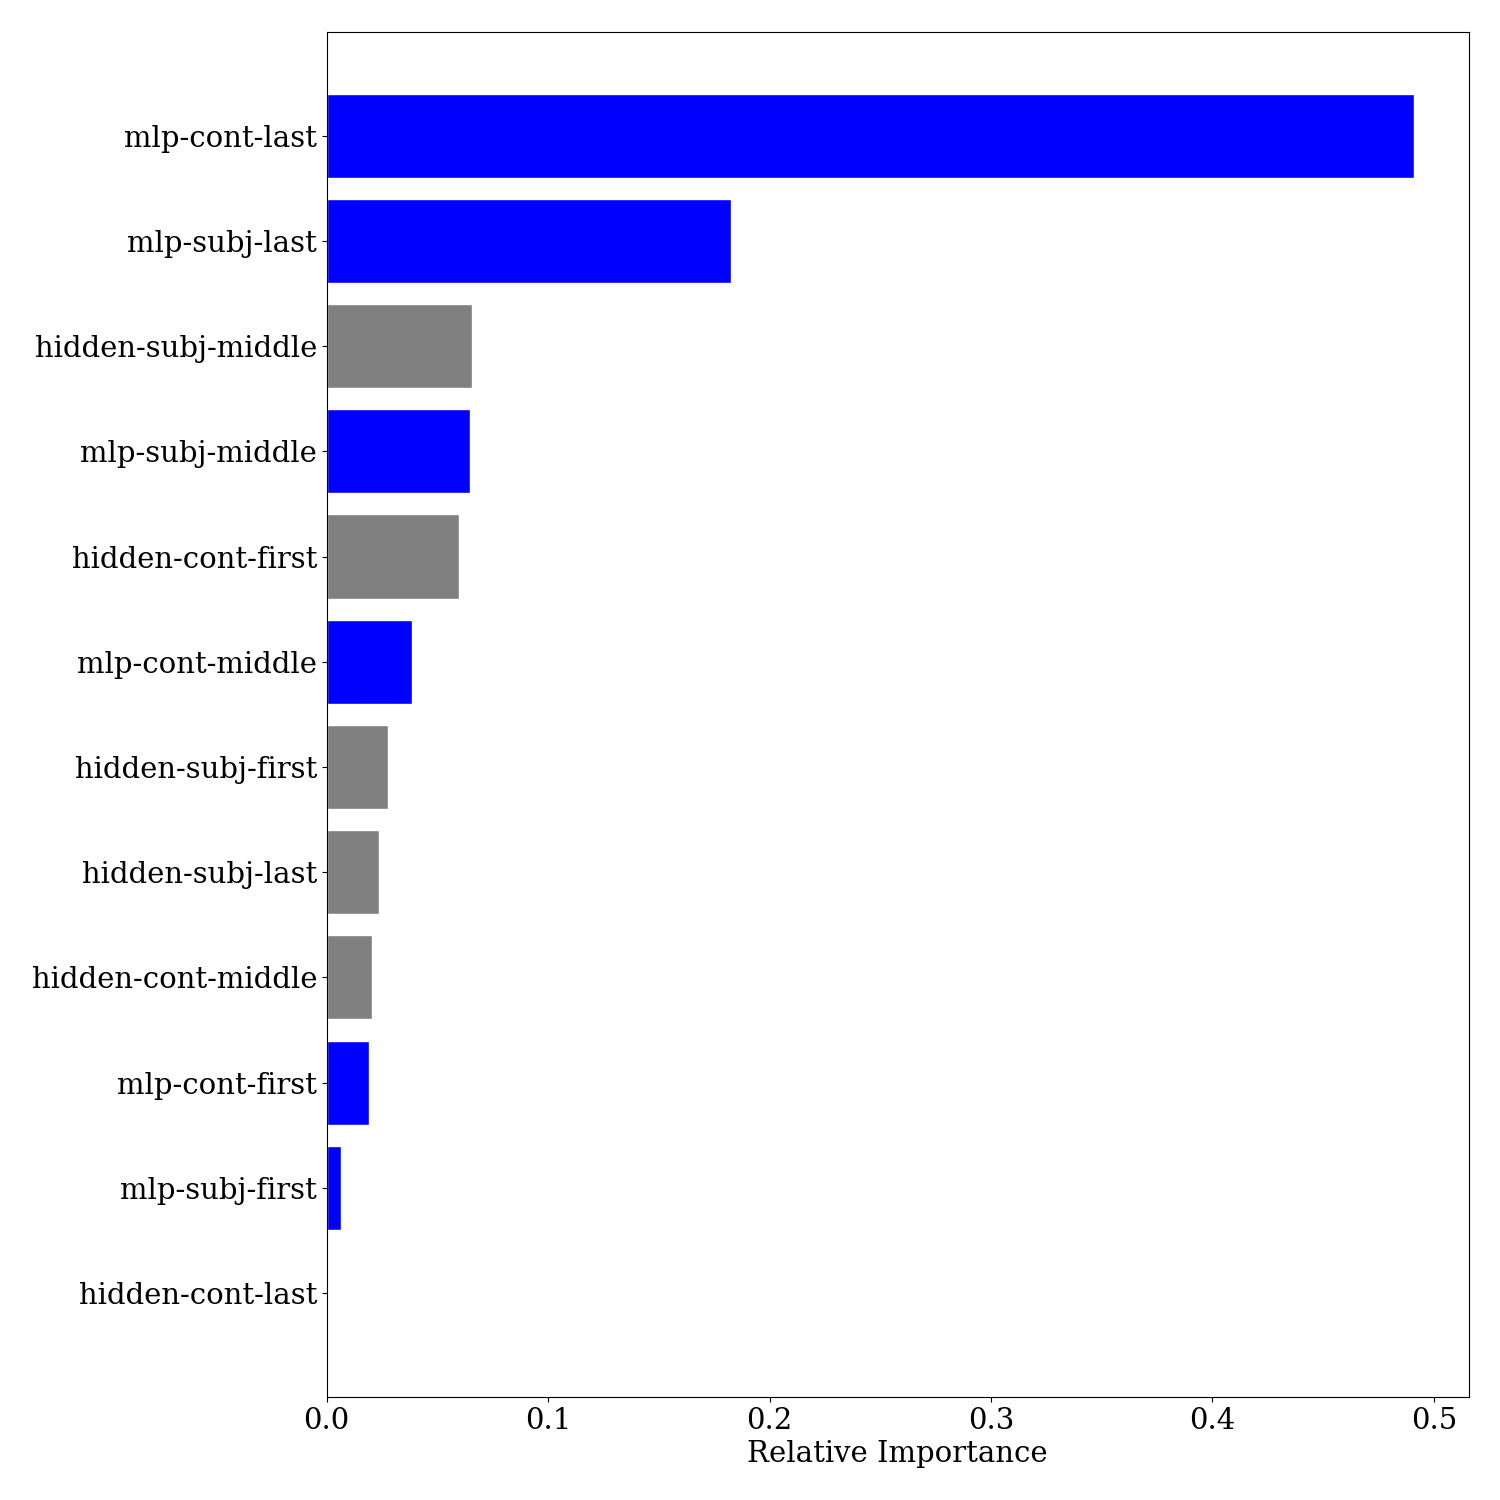 mlp-cont-last
mlp-subj-last
hidden-subj-middle
mlp-subj-middle
hidden-cont-first
mlp-cont-middle
hidden-subj-first
hidden-subj-last
hidden-cont-middle
mlp-cont-first
mlp-subj-first
hidden-cont-last
0.0 0.1 0.2 0.3 0.4 0.5
Relative Importance